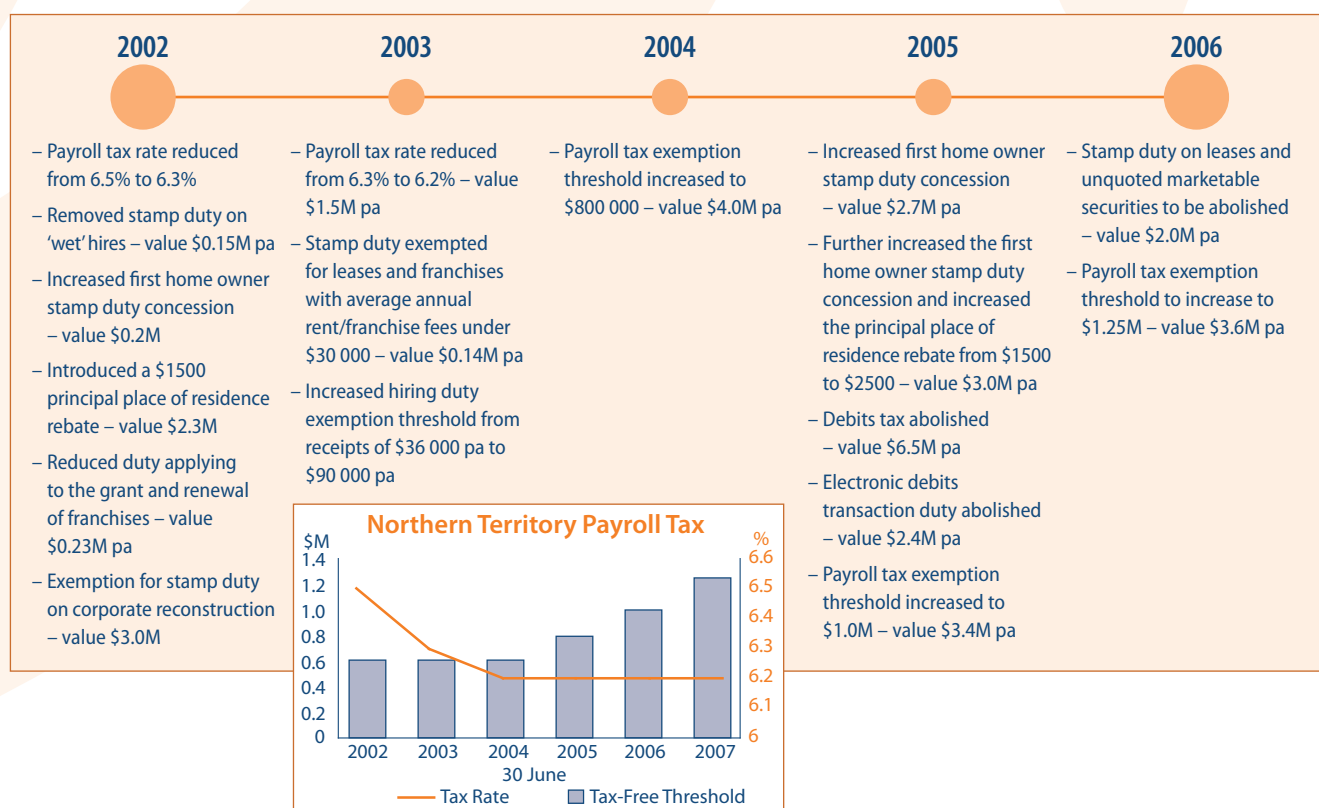 2002
– Payroll tax rate reduced
from 6.5% to 6.3%
– Removed stamp duty on
‘wet’ hires – value $0.15M pa
– Increased first home owner
stamp duty concession
– value $0.2M
– Introduced a $1500
principal place of residence
rebate – value $2.3M
– Reduced duty applying
to the grant and renewal
of franchises – value
$0.23M pa
– Exemption for stamp duty
on corporate reconstruction
– value $3.0M
2003
– Payroll tax rate reduced
from 6.3% to 6.2% – value
$1.5M pa
– Stamp duty exempted
for leases and franchises
with average annual
rent/franchise fees under
$30 000 – value $0.14M pa
– Increased hiring duty
exemption threshold from
receipts of $36 000 pa to
$90 000 pa
2004
– Payroll tax exemption
threshold increased to
$800 000 – value $4.0M pa
2005
– Increased first home owner
stamp duty concession
– value $2.7M
– Further increased the first
home owner stamp duty
concession and increased
the principal place of
residence rebate from $1500
to $2500 – value $3.0M pa
– Debits tax abolished
– value $6.5M pa
– Electronic debits
transaction duty abolished
– value $2.4M pa
– Payroll tax exemption
threshold increased to
$1.0M – value $3.4M pa
2006
– Stamp duty on leases and
unquoted marketable
securities to be abolished
– value $2.0M pa
– Payroll tax exemption
threshold to increase to
$1.25M – value $3.6M pa
Northern Territory Payroll Tax
$M
1.4
1.2
1.0
0.8
0.6
0.4
0.2
0
%
6.6
6.5
6.4
6.3
6.2
6.1
6
2002 2003 2004 2005 2006 2007
30 June
Tax Rate Tax-Free Threshold